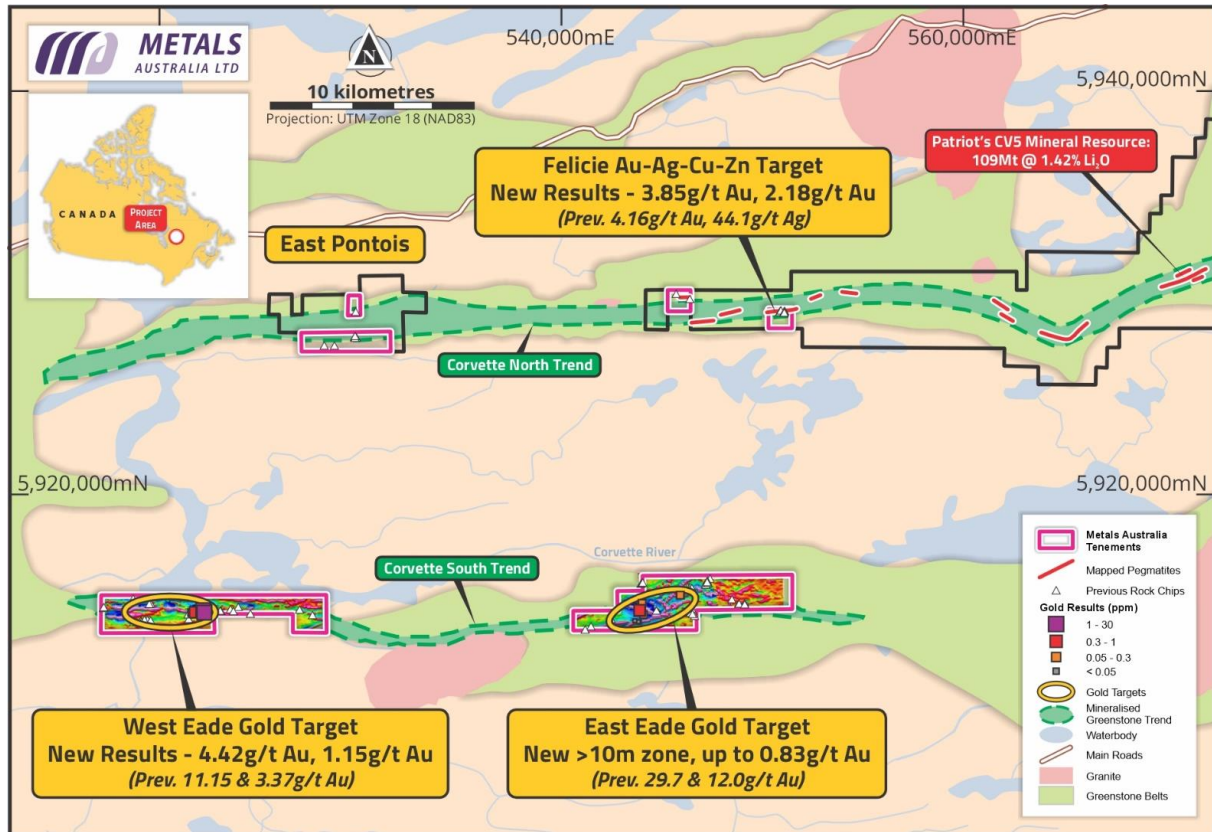 METALS
AUSTRALIA LTD
N
10 kilometres
Projection: UTM Zone 18 (NAD83)
540,000mE
560,000mE
5,940,000mN
CANADA
PROJECT
AREA
East Pontois
Felicie Au-Ag-Cu-Zn Target
New Results - 3.85g/t Au, 2.18g/t Au
(Prev. 4.16g/t Au, 44.1g/t Ag)
Patriot's CV5 Mineral Resource:
109Mt @ 1.42% Li₂O
Corvette North Trend
5,920,000mN
5,920,000mN
Corvette River
Corvette South Trend
West Eade Gold Target
New Results - 4.42g/t Au, 1.15g/t Au
(Prev. 11.15 & 3.37g/t Au)
East Eade Gold Target
New >10m zone, up to 0.83g/t Au
(Prev. 29.7 & 12.0g/t Au)
Metals Australia
Tenements
Mapped Pegmatites
Previous Rock Chips
Gold Results (ppm)
1 - 30
0.3 - 1
0.05 - 0.3
< 0.05
Gold Targets
Mineralised
Greenstone Trend
Waterbody
Main Roads
Granite
Greenstone Belts